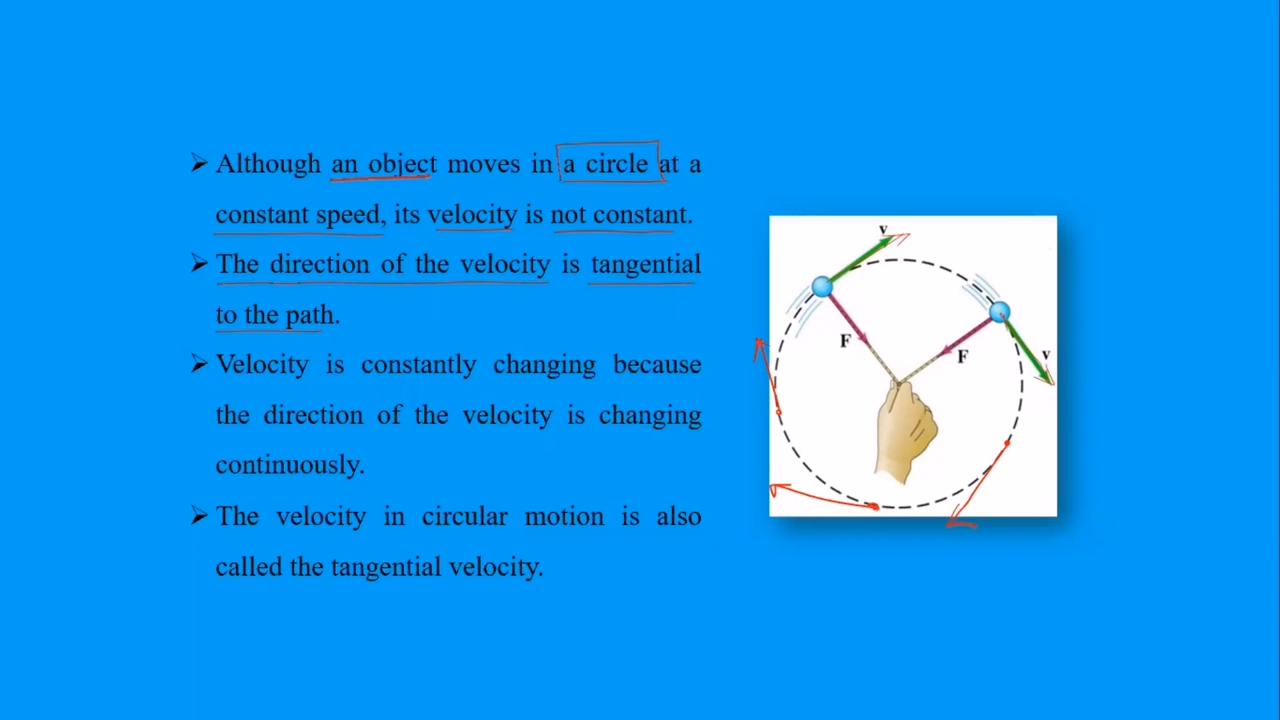 ➢ Although an object moves in a circle at a
constant speed, its velocity is not constant.
➢ The direction of the velocity is tangential
to the path.
➢ Velocity is constantly changing because
the direction of the velocity is changing
continuously.
➢ The velocity in circular motion is also
called the tangential velocity.
v
F
F
v